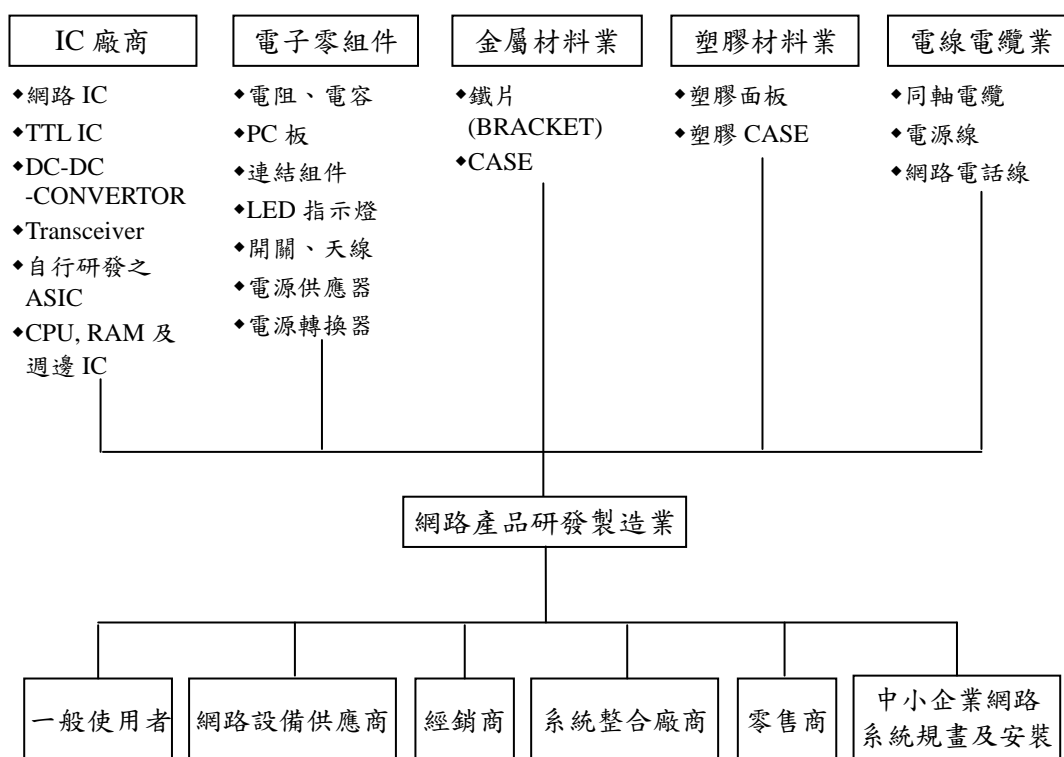 IC 廠商
◆網路 IC
◆TTL IC
◆DC-DC
-CONVERTOR
◆Transceiver
◆自行研發之
ASIC
◆CPU, RAM 及
週邊 IC
電子零組件
◆電阻、電容
◆PC 板
◆連結組件
◆LED 指示燈
◆開關、天線
◆電源供應器
◆電源轉換器
金屬材料業
◆鐵片
(BRACKET)
◆CASE
塑膠材料業
◆塑膠面板
◆塑膠 CASE
電線電纜業
◆同軸電纜
◆電源線
◆網路電話線
網路產品研發製造業
一般使用者
網路設備供應商
經銷商
系統整合廠商
零售商
中小企業網路
系統規畫及安裝